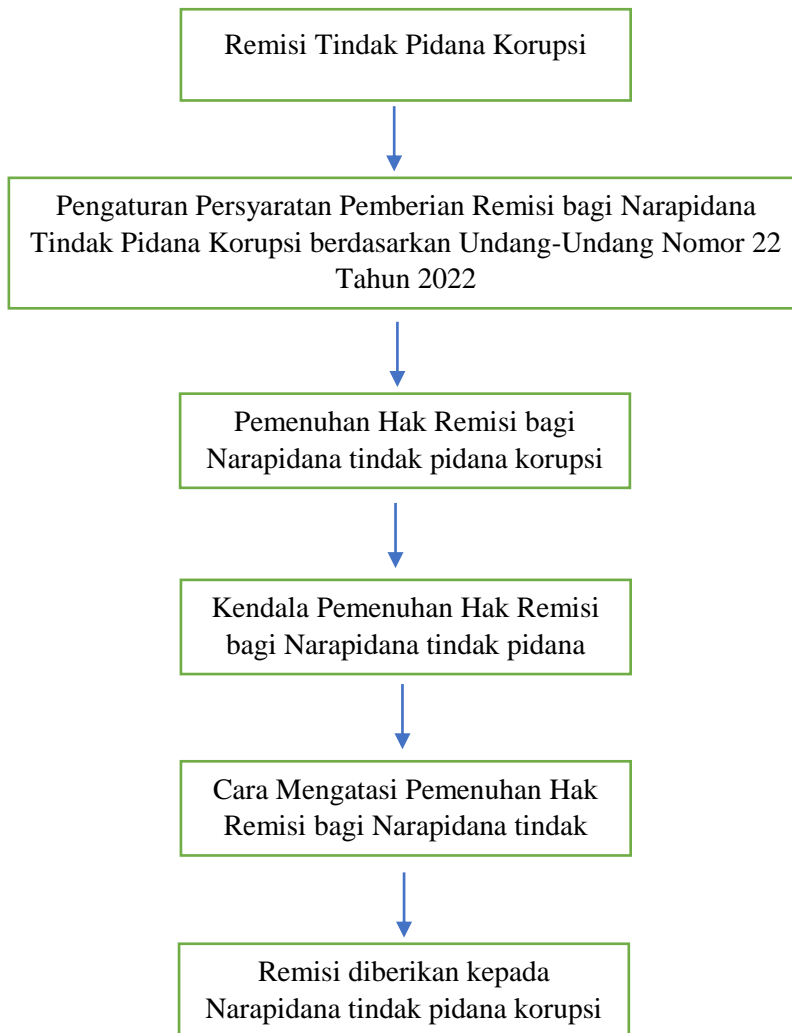 Remisi Tindak Pidana Korupsi
Pengaturan Persyaratan Pemberian Remisi bagi Narapidana
Tindak Pidana Korupsi berdasarkan Undang-Undang Nomor 22
Tahun 2022
Pemenuhan Hak Remisi bagi
Narapidana tindak pidana korupsi
Kendala Pemenuhan Hak Remisi
bagi Narapidana tindak pidana
Cara Mengatasi Pemenuhan Hak
Remisi bagi Narapidana tindak
Remisi diberikan kepada
Narapidana tindak pidana korupsi